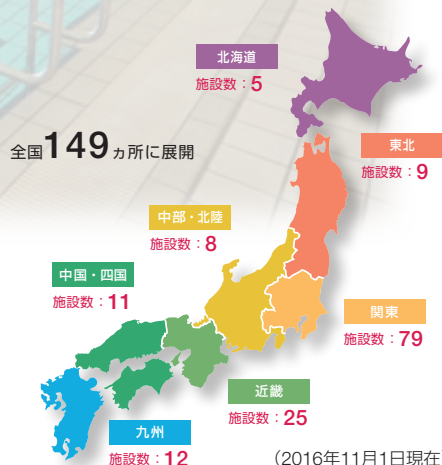 北海道
施設数：5
全国149ヵ所に展開
東北
施設数：9
中部・北陸
施設数：8
中国・四国
施設数：11
関東
施設数：79
近畿
施設数：25
九州
施設数：12
（2016年11月1日現在